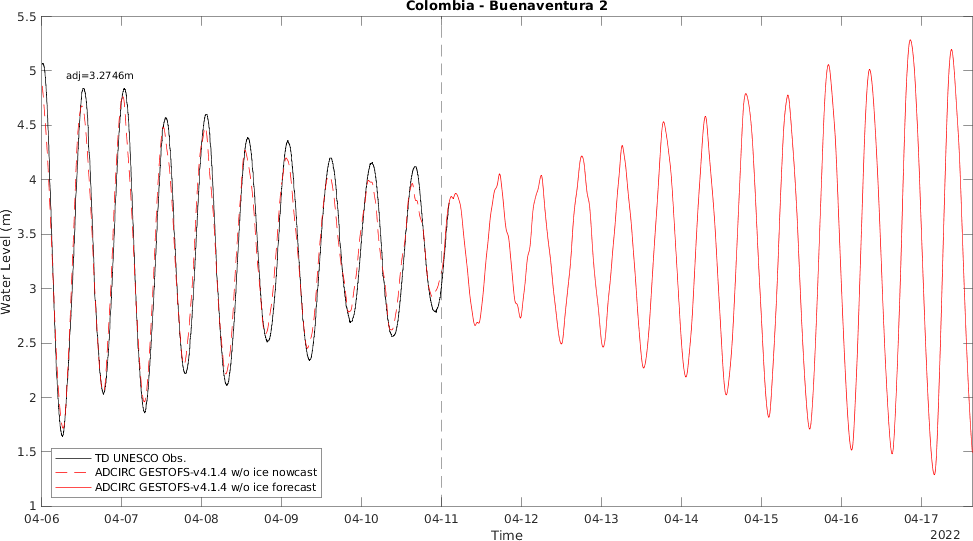 Colombia - Buenaventura 2
5.5
5
4.5
4
3.5
3
2.5
2
1.5
1
Water Level (m)
adj=3.2746m
TD UNESCO Obs.
ADCIRC GESTOFS-v4.1.4 w/o ice nowcast
ADCIRC GESTOFS-v4.1.4 w/o ice forecast
04-06 04-07 04-08 04-09 04-10 04-11 04-12 04-13 04-14 04-15 04-16 04-17
Time
2022